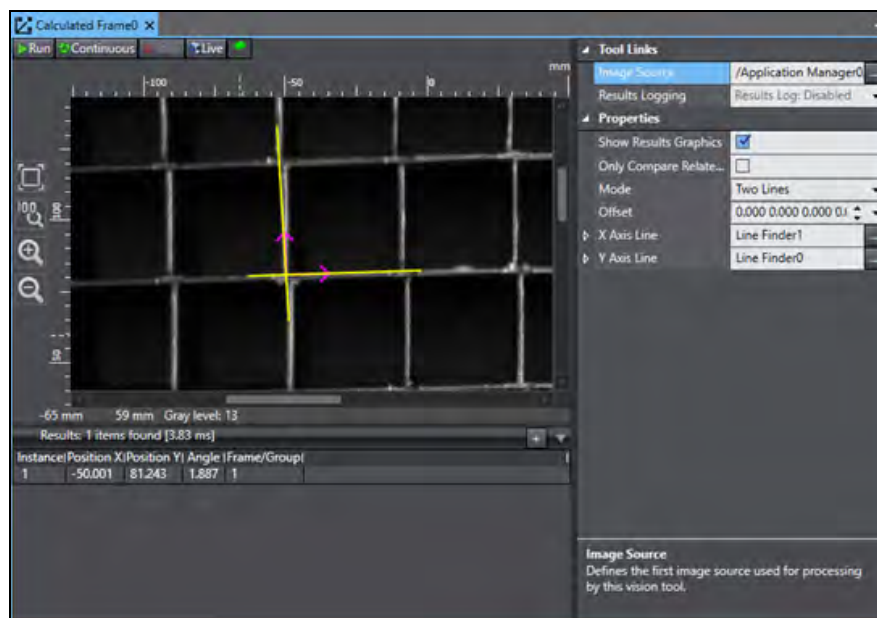 Calculated Frame0
Run Continuous Live
mm
-100 -50 0
100
50
-65 mm 59 mm Gray level: 13
Results: 1 items found [3.83 ms]
Instance Position X Position Y Angle Frame/Group
1 -50.001 81.243 1.887 1
Tool Links
Image Source /Application Manager0
Results Logging Results Log: Disabled
Properties
Show Results Graphics
Only Compare Relate...
Mode Two Lines
Offset 0.000 0.000 0.000
X Axis Line Line Finder1
Y Axis Line Line Finder0
Image Source
Defines the first image source used for processing
by this vision tool.